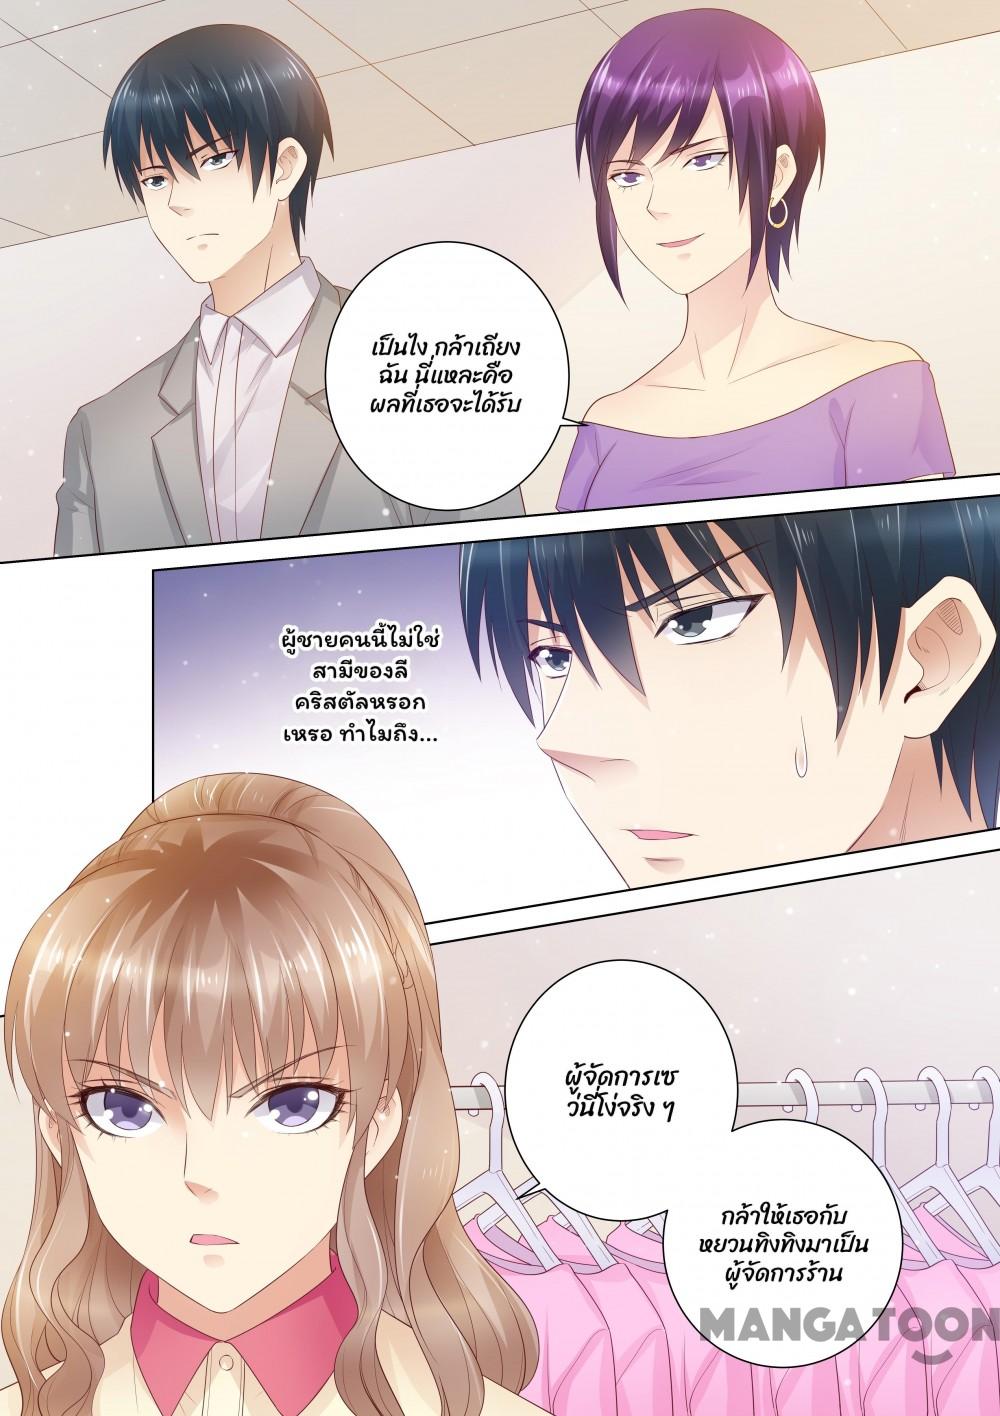 เป็นไง กล้าเถียง
ฉัน นี่แหละคือ
ผลที่เธอจะได้รับ
ผู้ชายคนนี้ไม่ใช่
สามีของลี
คริสตัลหรอก
เหรอ ทำไมถึง...
ผู้จัดการเซ
ว่นี่โง่จริง ๆ
กล้าให้เธอกับ
หยวนทิงทิงมาเป็น
ผู้จัดการร้าน
MANGATOON